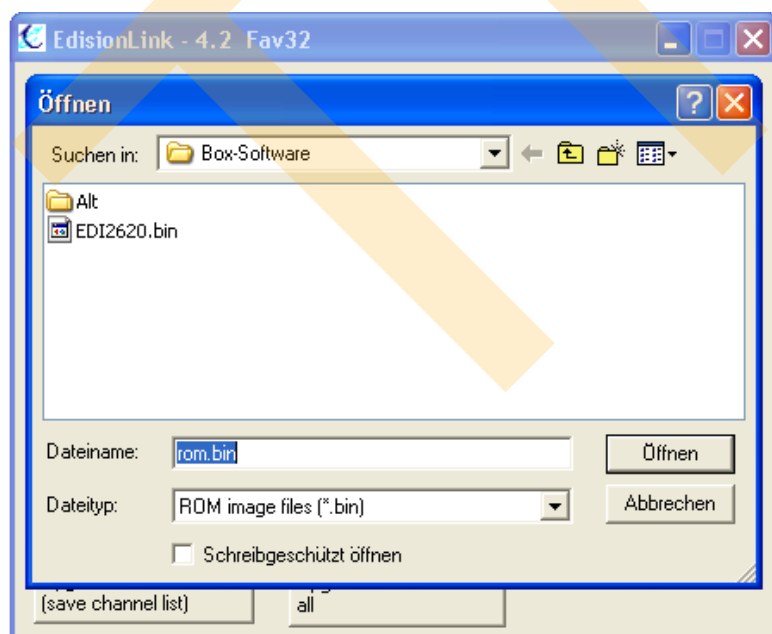 EdisionLink - 4.2 Fav32
Öffnen
Suchen in: Box-Software
Alt
EDI2620.bin
Dateiname: rom.bin Öffnen
Dateityp: ROM image files (*.bin) Abbrechen
Schreibgeschützt öffnen
(save channel list) all